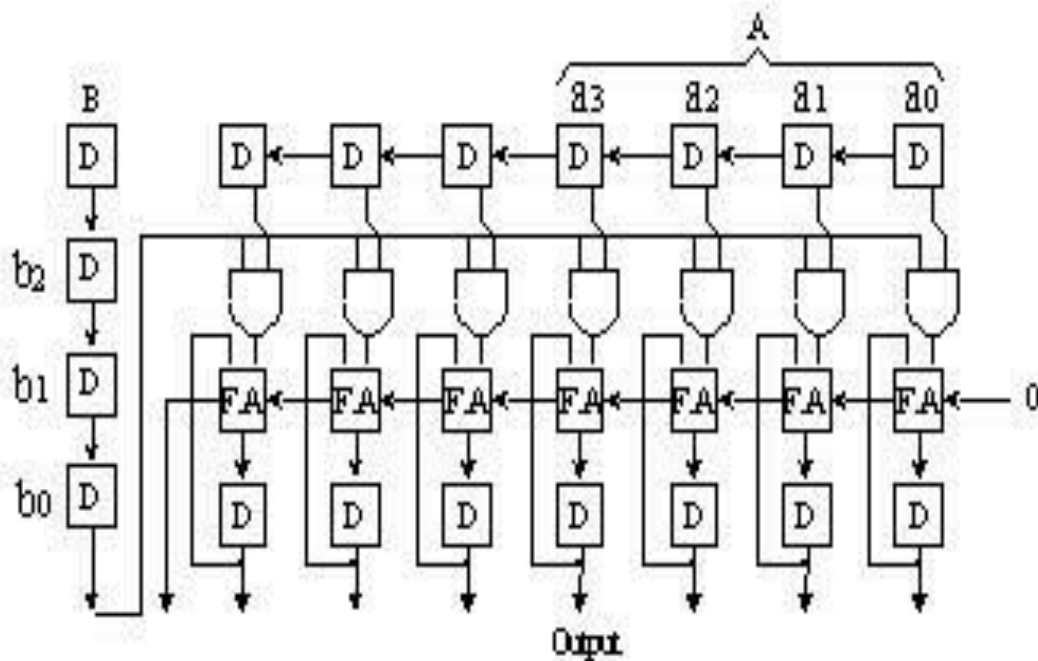 A
B a3 a2 a1 a0
D D D D D D D D
b2 D
b1 D FA FA FA FA FA FA FA 0
b0 D D D D D D D D
Output